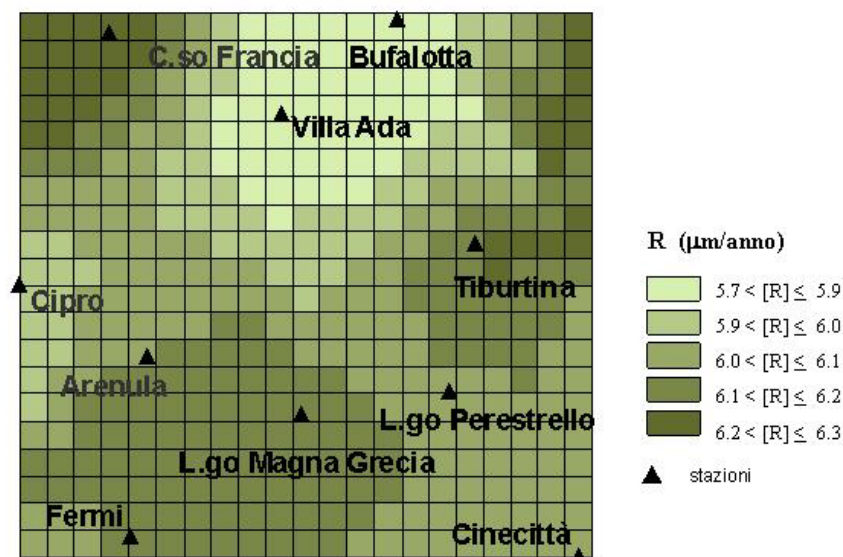 C.so Francia
Bufalotta
Villa Ada
Tiburtina
Cipro
Arenula
L.go Perestrello
L.go Magna Grecia
Fermi
Cinecittà
R (μm/anno)
5.7 < [R] ≤ 5.9
5.9 < [R] ≤ 6.0
6.0 < [R] ≤ 6.1
6.1 < [R] ≤ 6.2
6.2 < [R] ≤ 6.3
stazioni